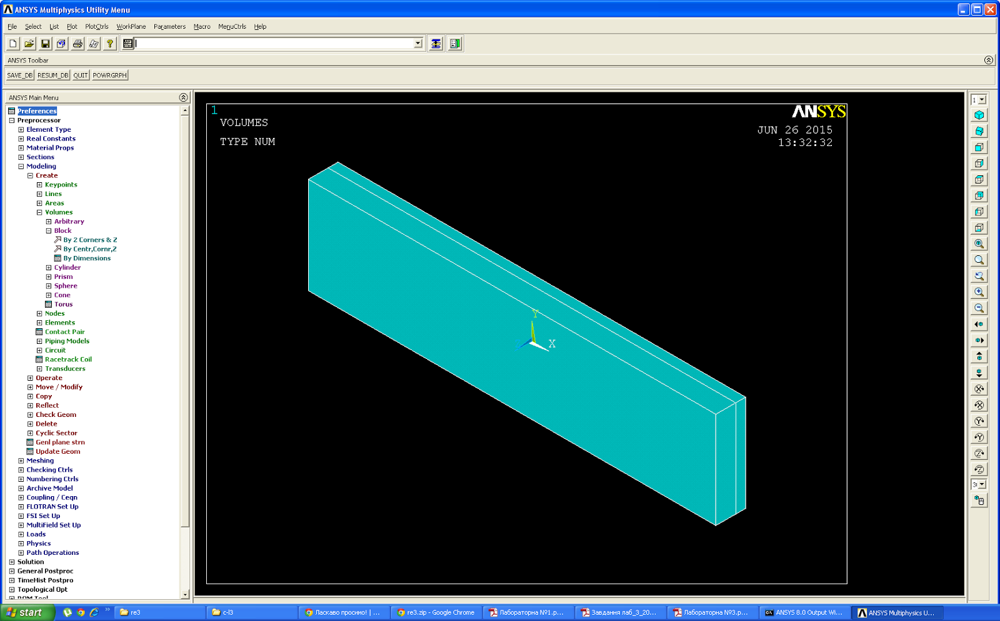 ANSYS Multiphysics Utility Menu
File Select List Plot PlotCtrls WorkPlane Parameters Macro MenuCtrls Help
ANSYS Toolbar
SAVE_DB RESUM_DB QUIT POWRGRPH
ANSYS Main Menu
Preferences
Preprocessor
Element Type
Real Constants
Material Props
Sections
Modeling
Create
Keypoints
Lines
Areas
Volumes
Arbitrary
Block
By 2 Corners & Z
By Centr,Cornr,Z
By Dimensions
Cylinder
Prism
Sphere
Cone
Torus
Nodes
Elements
Contact Pair
Piping Models
Circuit
Racetrack Coil
Transducers
Operate
Move / Modify
Copy
Reflect
Check Geom
Delete
Cyclic Sector
Genl plane strn
Update Geom
Meshing
Checking Ctrls
Numbering Ctrls
Archive Model
Coupling / Ceqn
FLOTRAN Set Up
FSI Set Up
MultiField Set Up
Loads
Physics
Path Operations
Solution
General Postproc
TimeHist Postpro
Topological Opt
1
VOLUMES
TYPE NUM
ANSYS
JUN 26 2015
13:32:32
Y
X
1
start
re3
c-l3
Ласкаво просимо! | ...
re3.zip - Google Chrome
Лабораторна №1.p...
Завдання лаб_3_20...
Лабораторна №3.p...
ANSYS 8.0 Output Wi...
ANSYS Multiphysics U...